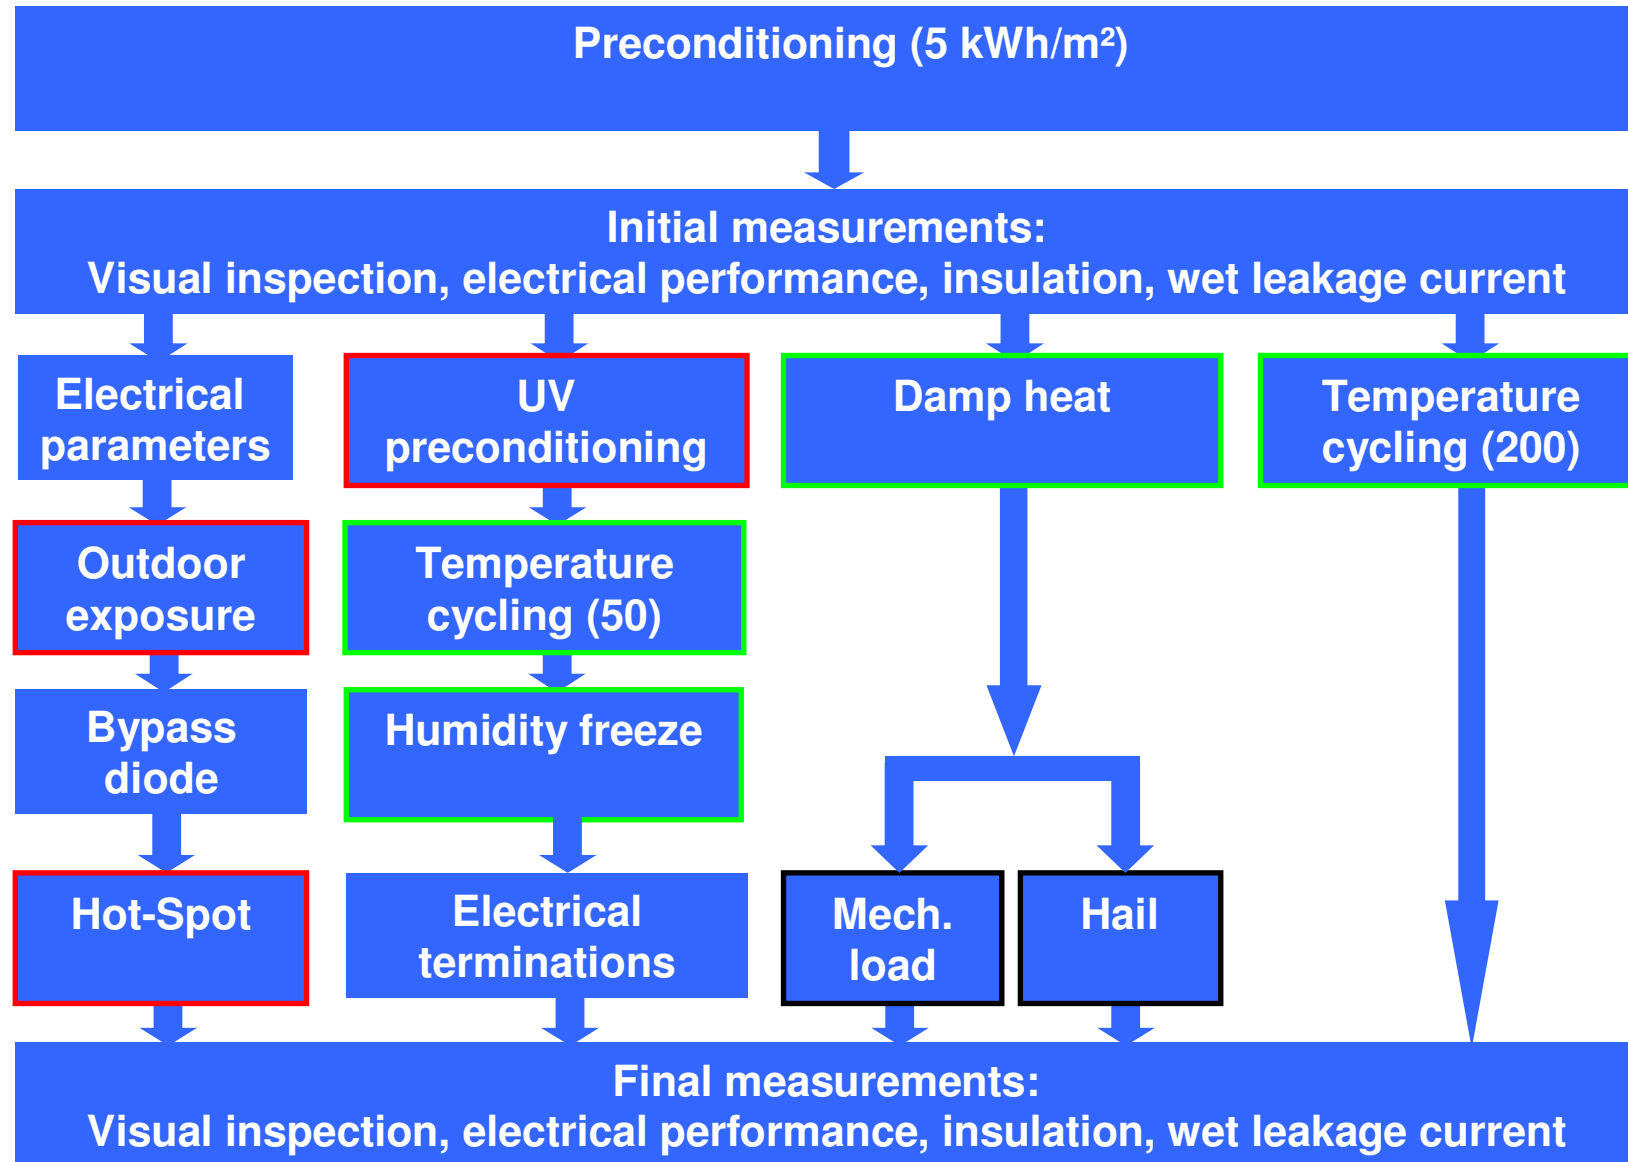 Preconditioning (5 kWh/m²)
Initial measurements:
Visual inspection, electrical performance, insulation, wet leakage current
Electrical
parameters
UV
preconditioning
Damp heat
Temperature
cycling (200)
Outdoor
exposure
Temperature
cycling (50)
Bypass
diode
Humidity freeze
Hot-Spot
Electrical
terminations
Mech.
load
Hail
Final measurements:
Visual inspection, electrical performance, insulation, wet leakage current